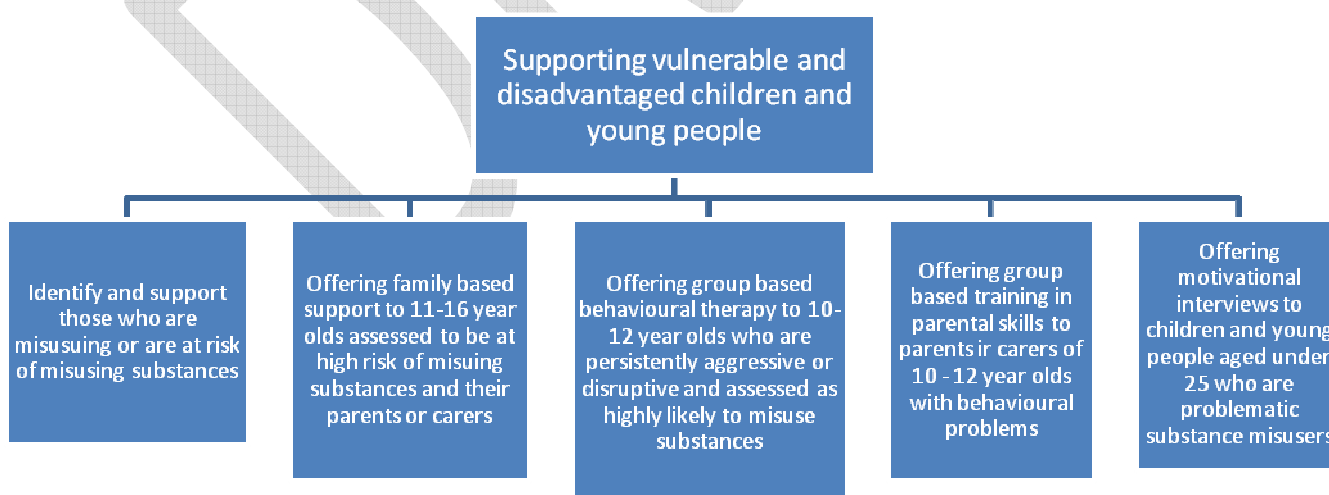 Supporting vulnerable and
disadvantaged children and
young people
Identify and support
those who are
misusuing or are at risk
of misusing substances
Offering family based
support to 11-16 year
olds assessed to be at
high risk of misuing
substances and their
parents or carers
Offering group based
behavioural therapy to 10-
12 year olds who are
persistently aggressive or
disruptive and assessed as
highly likely to misuse
substances
Offering group
based training in
parental skills to
parents ir carers of
10 -12 year olds
with behavioural
problems
Offering
motivational
interviews to
children and young
people aged under
25 who are
problematic
substance misusers